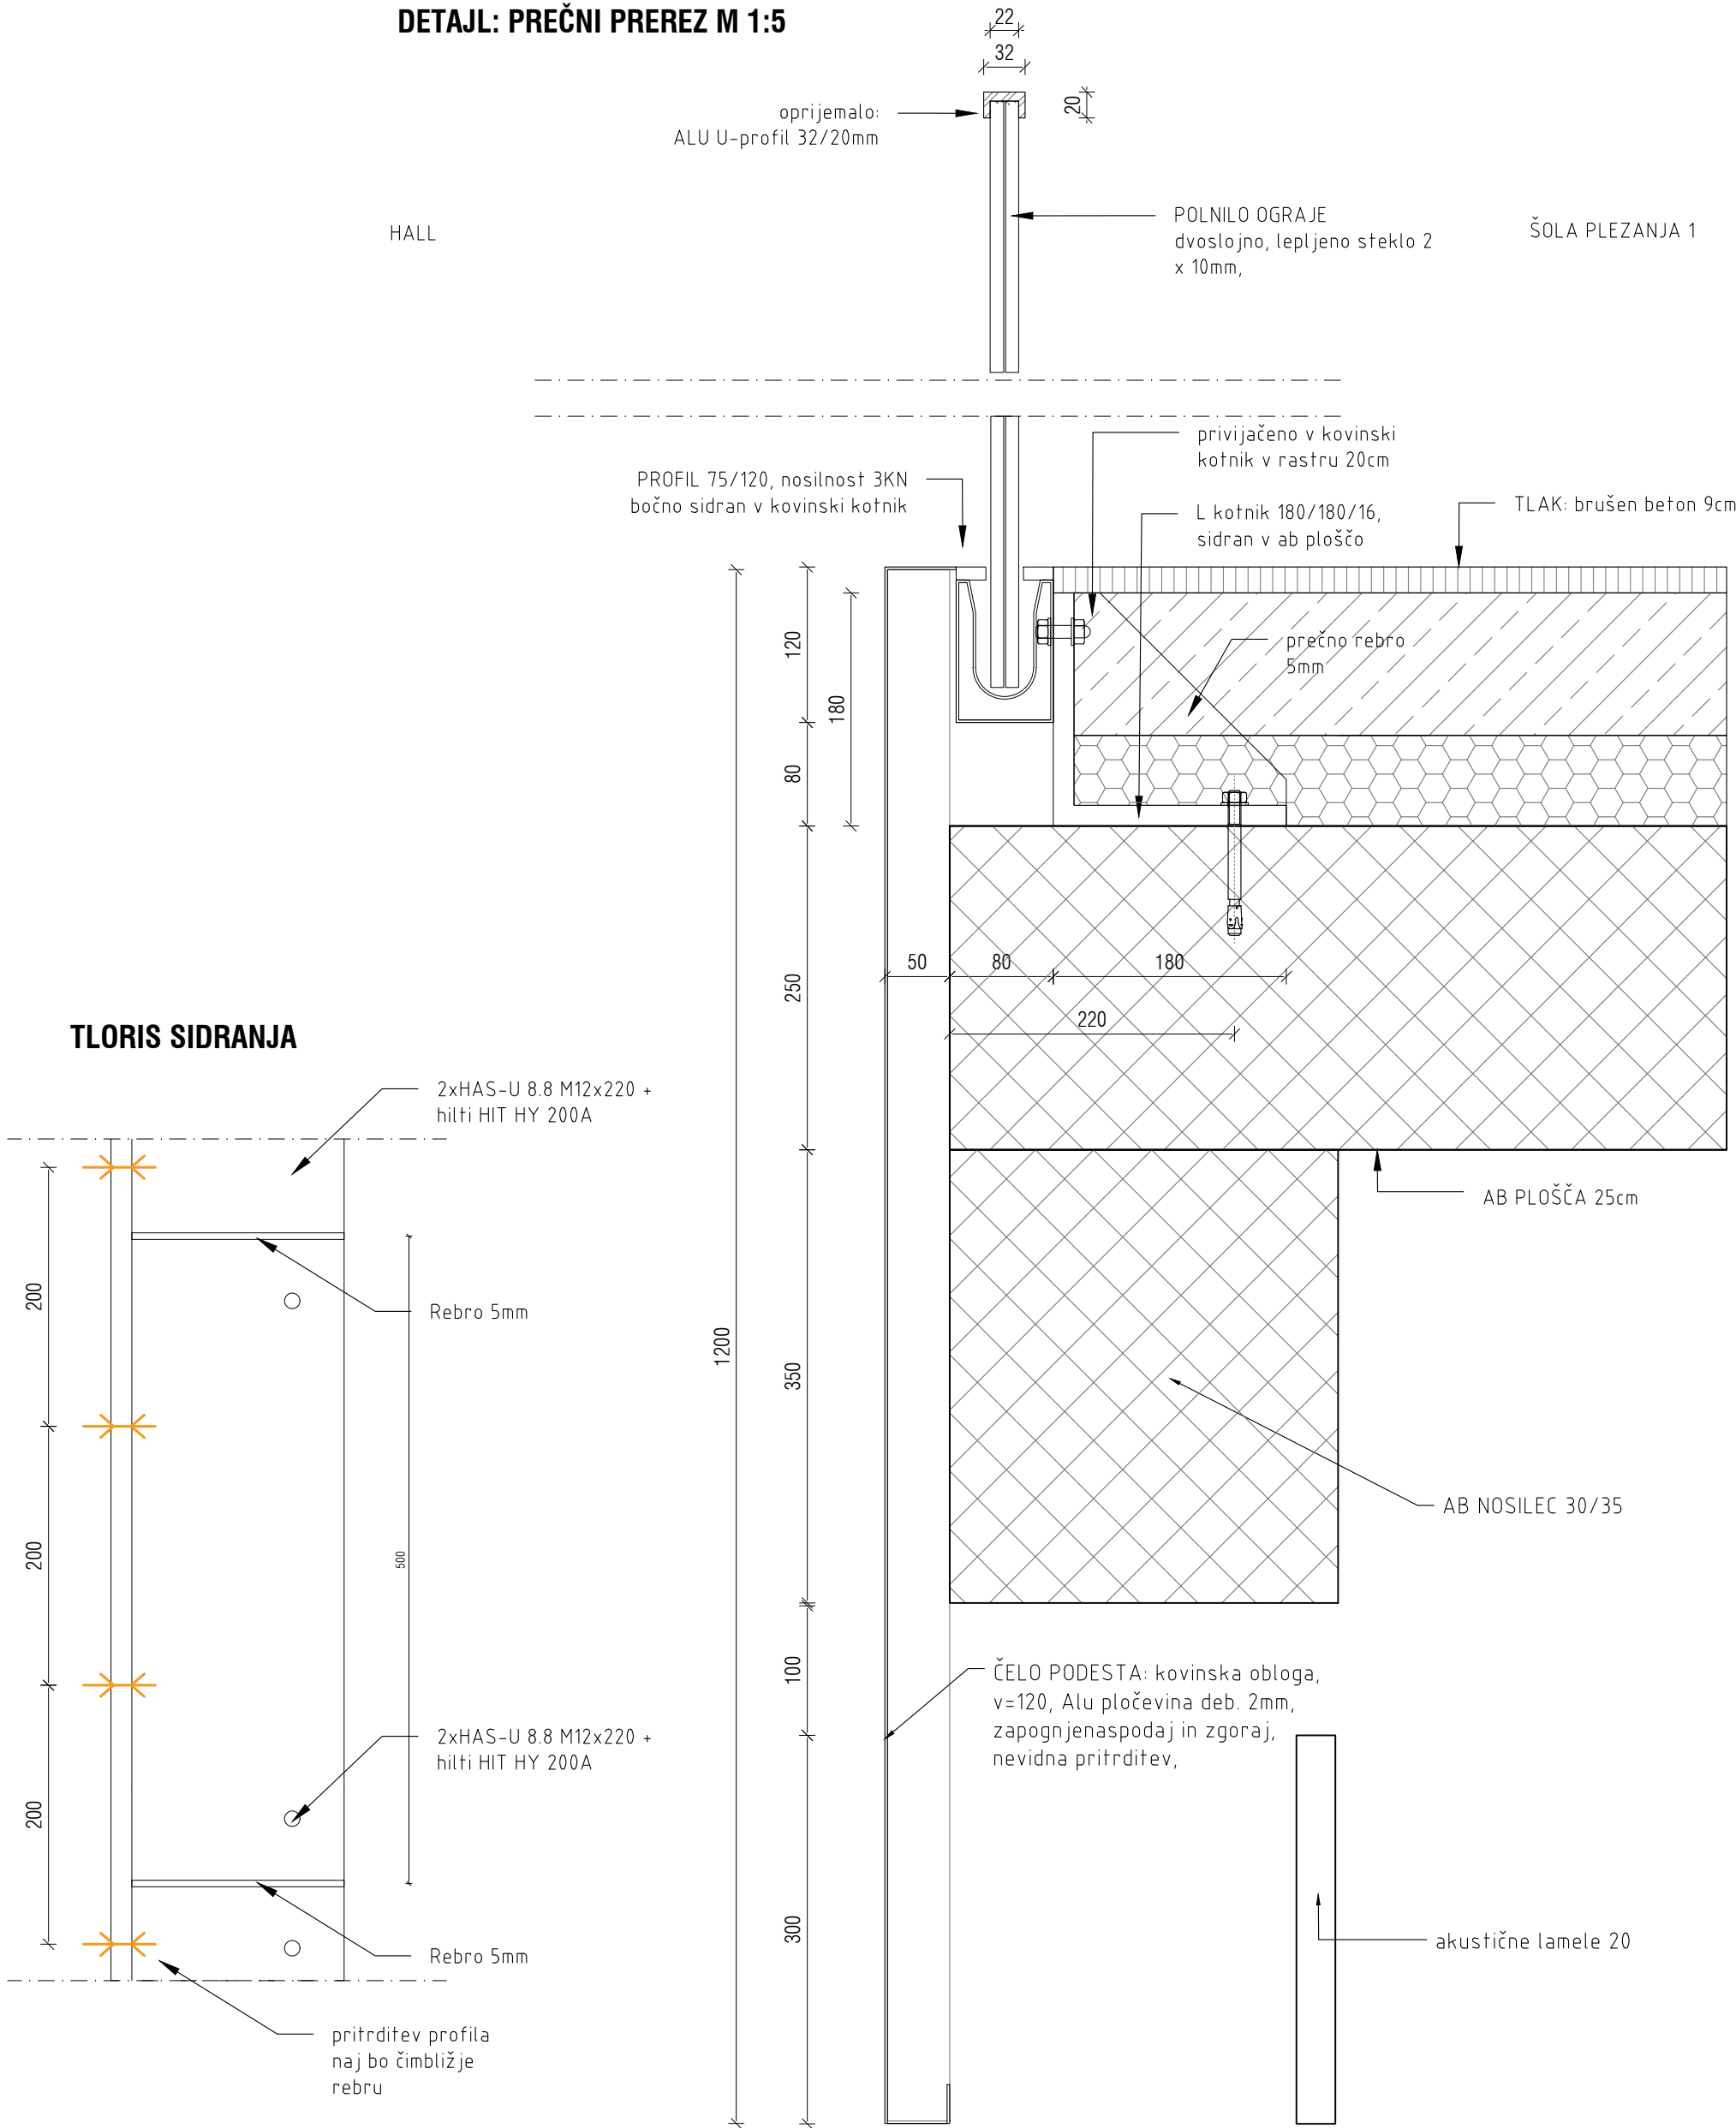 DETAJL: PREČNI PREREZ M 1:5
22
32
20
oprijemalo:
ALU U-profil 32/20mm
HALL
POLNILO OGRAJE
dvoslojno, lepljeno steklo 2
x 10mm,
ŠOLA PLEZANJA 1
privijačeno v kovinski
kotnik v rastru 20cm
PROFIL 75/120, nosilnost 3KN
bočno sidran v kovinski kotnik
L kotnik 180/180/16,
sidran v ab ploščo
TLAK: brušen beton 9cm
prečno rebro
5mm
120
180
80
250
50
80
180
220
350
1200
100
300
AB PLOŠČA 25cm
AB NOSILEC 30/35
ČELO PODESTA: kovinska obloga,
v=120, Alu pločevina deb. 2mm,
zapognjenaspodaj in zgoraj,
nevidna pritrditev,
akustične lamele 20
TLORIS SIDRANJA
2xHAS-U 8.8 M12x220 +
hilti HIT HY 200A
Rebro 5mm
200
200
200
500
2xHAS-U 8.8 M12x220 +
hilti HIT HY 200A
Rebro 5mm
pritrditev profila
naj bo čimbližje
rebru